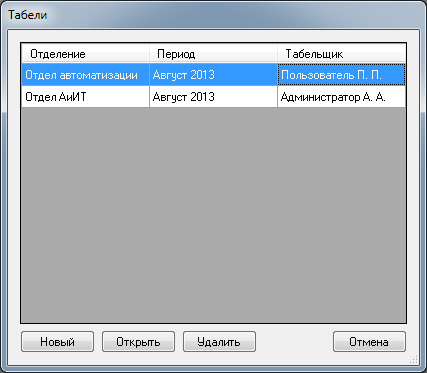 Табели
Отделение Период Табельщик
Отдел автоматизации Август 2013 Пользователь П. П.
Отдел АиИТ Август 2013 Администратор А. А.
Новый Открыть Удалить Отмена